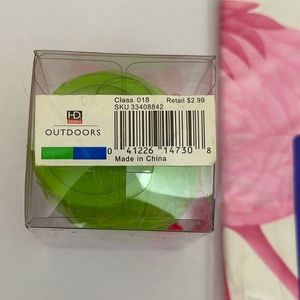 Class 018 Retail $2.99
SKU 33408842
HD
OUTDOORS
0 41226 14730 8
Made in China